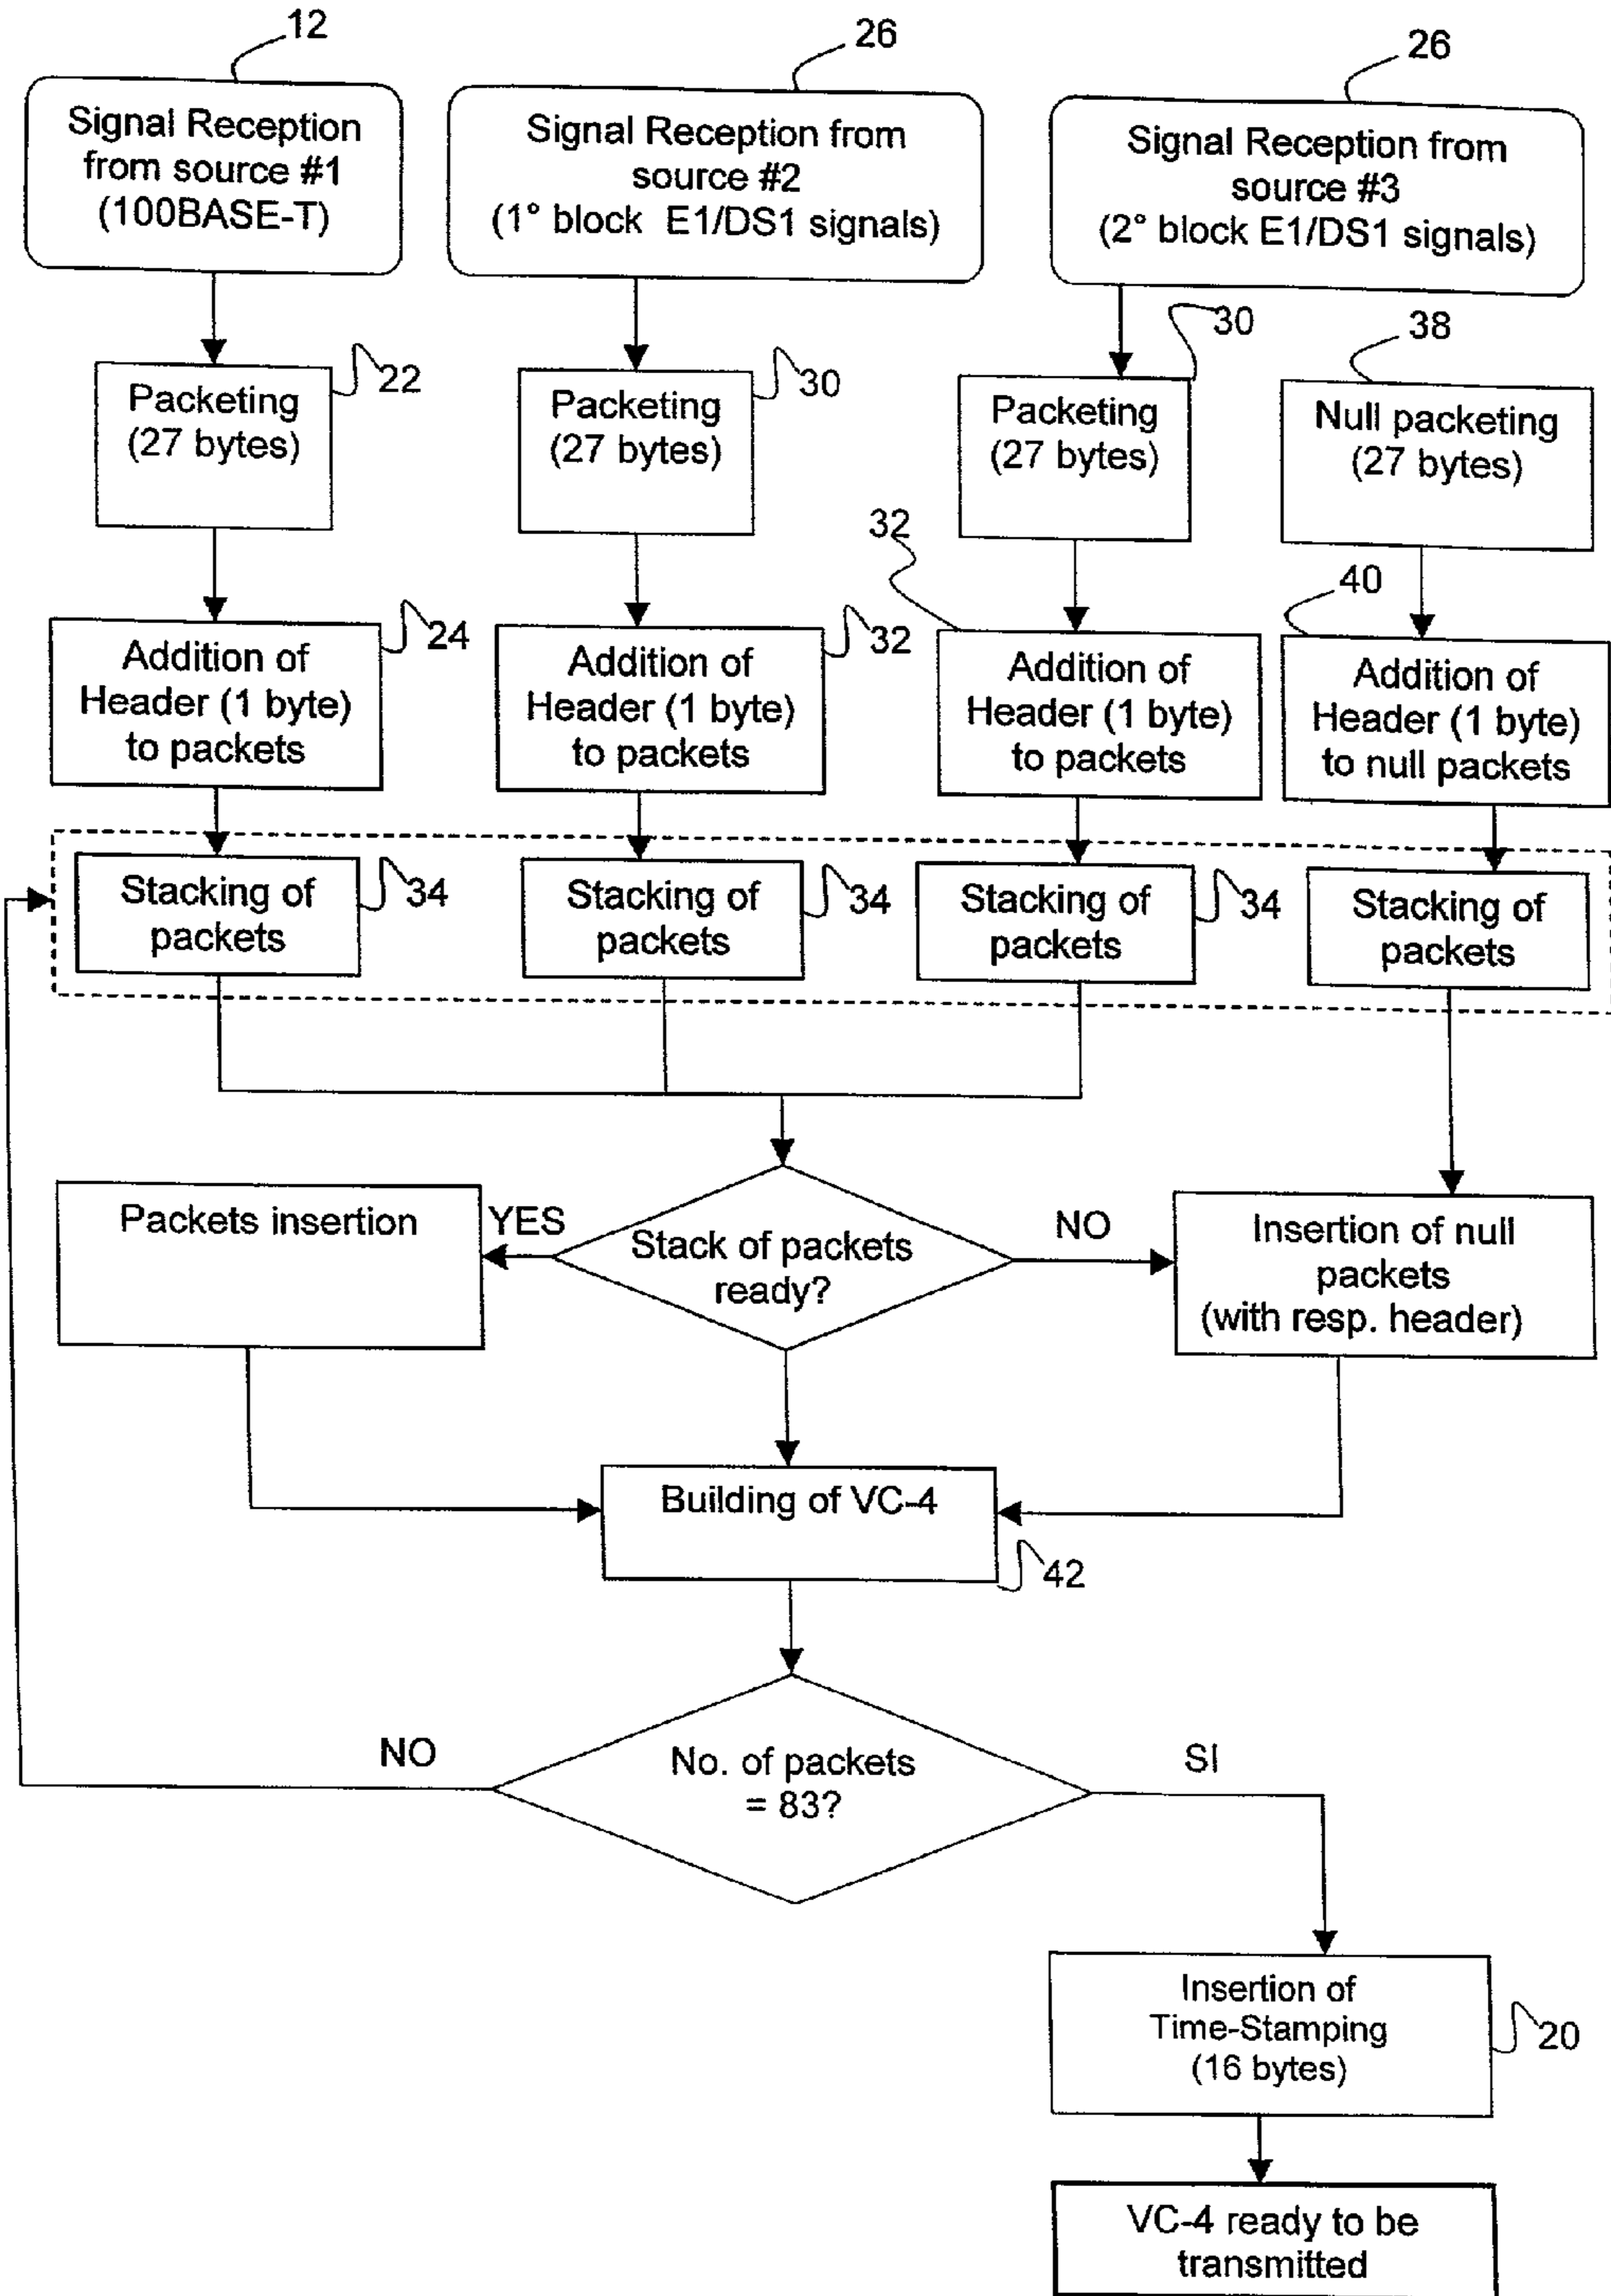 12
26
26
Signal Reception
from source #1
(100BASE-T)
Signal Reception from
source #2
(1° block E1/DS1 signals)
Signal Reception from
source #3
(2° block E1/DS1 signals)
Packeting
(27 bytes)
22
Packeting
(27 bytes)
30
Packeting
(27 bytes)
30
38
Null packeting
(27 bytes)
Addition of
Header (1 byte)
to packets
24
Addition of
Header (1 byte)
to packets
32
32
Addition of
Header (1 byte)
to packets
40
Addition of
Header (1 byte)
to null packets
Stacking of
packets
34
Stacking of
packets
34
Stacking of
packets
34
Stacking of
packets
Packets insertion
YES
Stack of packets
ready?
NO
Insertion of null
packets
(with resp. header)
Building of VC-4
42
NO
No. of packets
= 83?
SI
Insertion of
Time-Stamping
(16 bytes)
20
VC-4 ready to be
transmitted